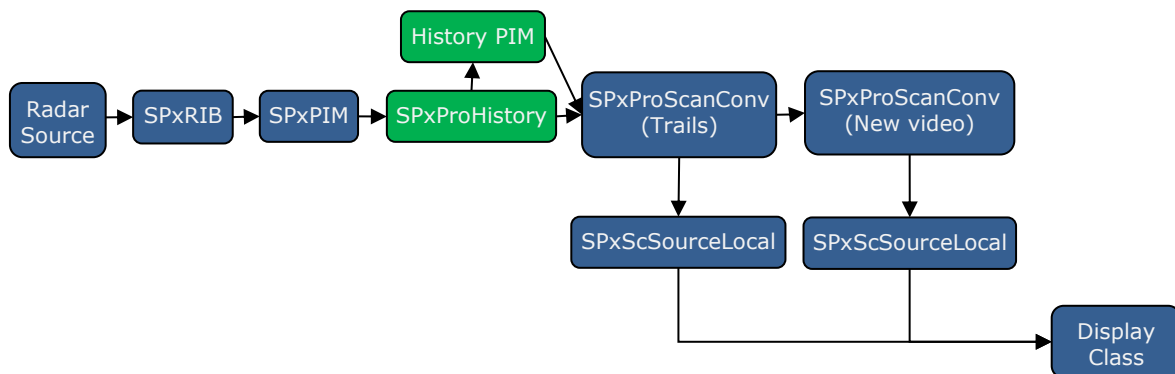 History PIM
Radar
Source
SPxRIB
SPxPIM
SPxProHistory
SPxProScanConv
(Trails)
SPxProScanConv
(New video)
SPxScSourceLocal
SPxScSourceLocal
Display
Class